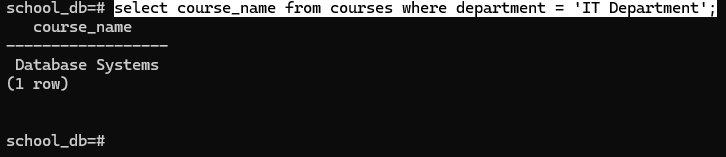 school_db=# select course_name from courses where department = 'IT Department';
   course_name
------------------
 Database Systems
(1 row)
school_db=#